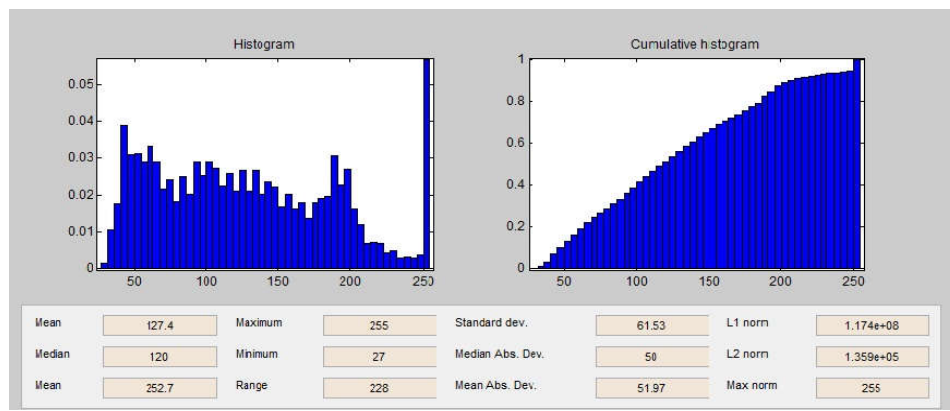 Histogram
Cumulative histogram
0.05
0.04
0.03
0.02
0.01
0
50 100 150 200 250
1
0.8
0.6
0.4
0.2
0
50 100 150 200 250
Mean 127.4 Maximum 255 Standard dev. 61.53 L1 norm 1.174e+08
Median 120 Minimum 27 Median Abs. Dev. 50 L2 norm 1.359e+05
Mean 252.7 Range 228 Mean Abs. Dev. 51.97 Max norm 255